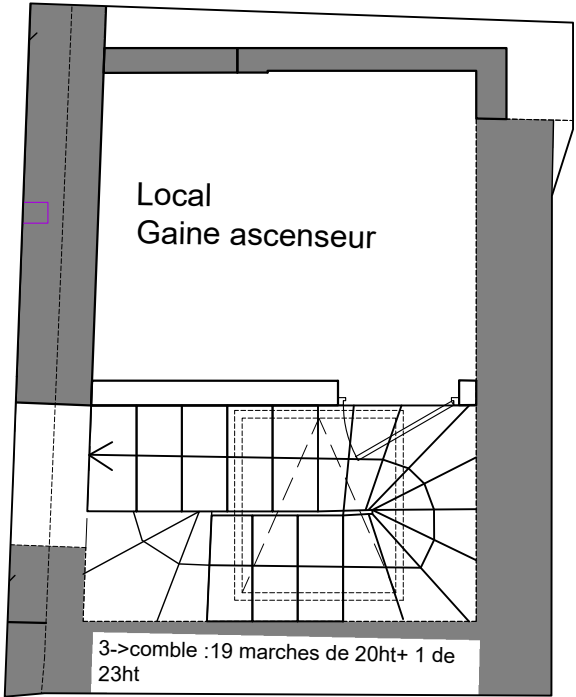 Local
Gaine ascenseur
3->comble :19 marches de 20ht+ 1 de
23ht